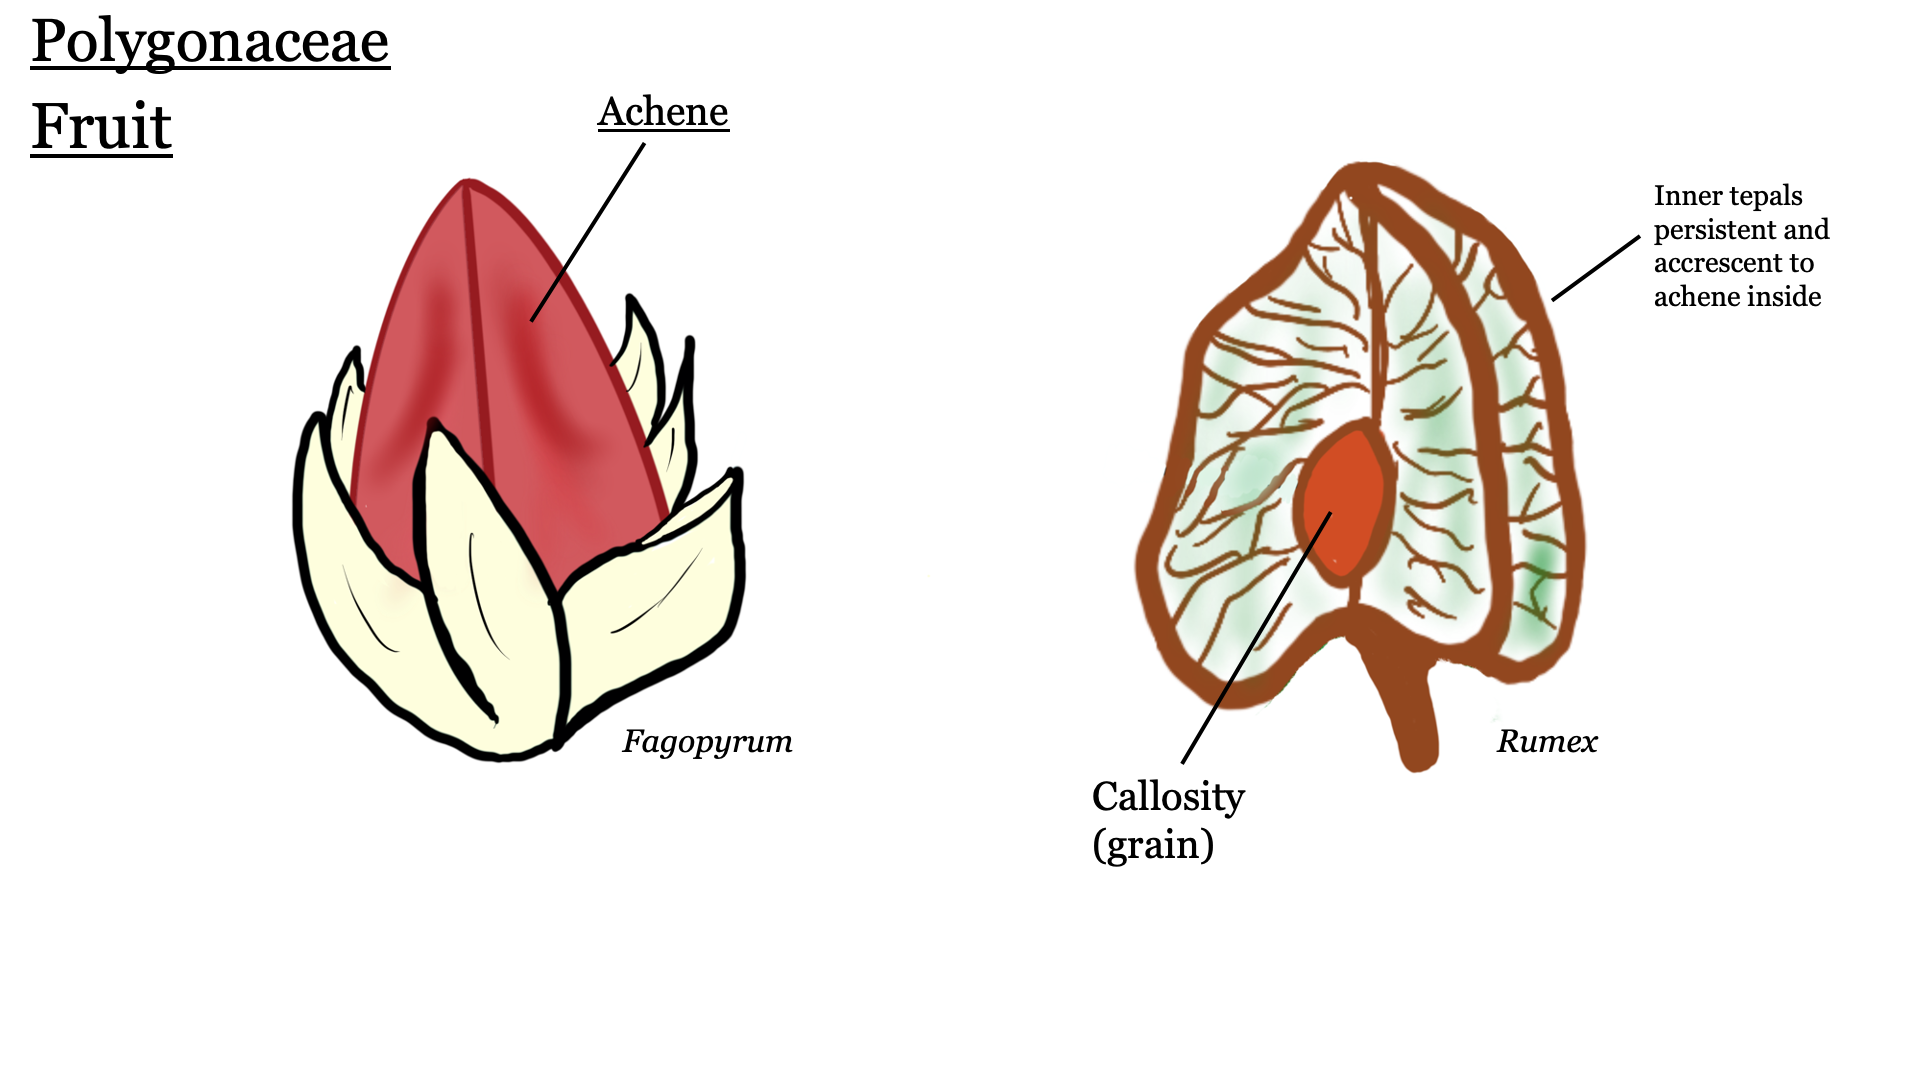 Polygonaceae
Fruit
Achene
Inner tepals
persistent and
accrescent to
achene inside
Fagopyrum
Rumex
Callosity
(grain)